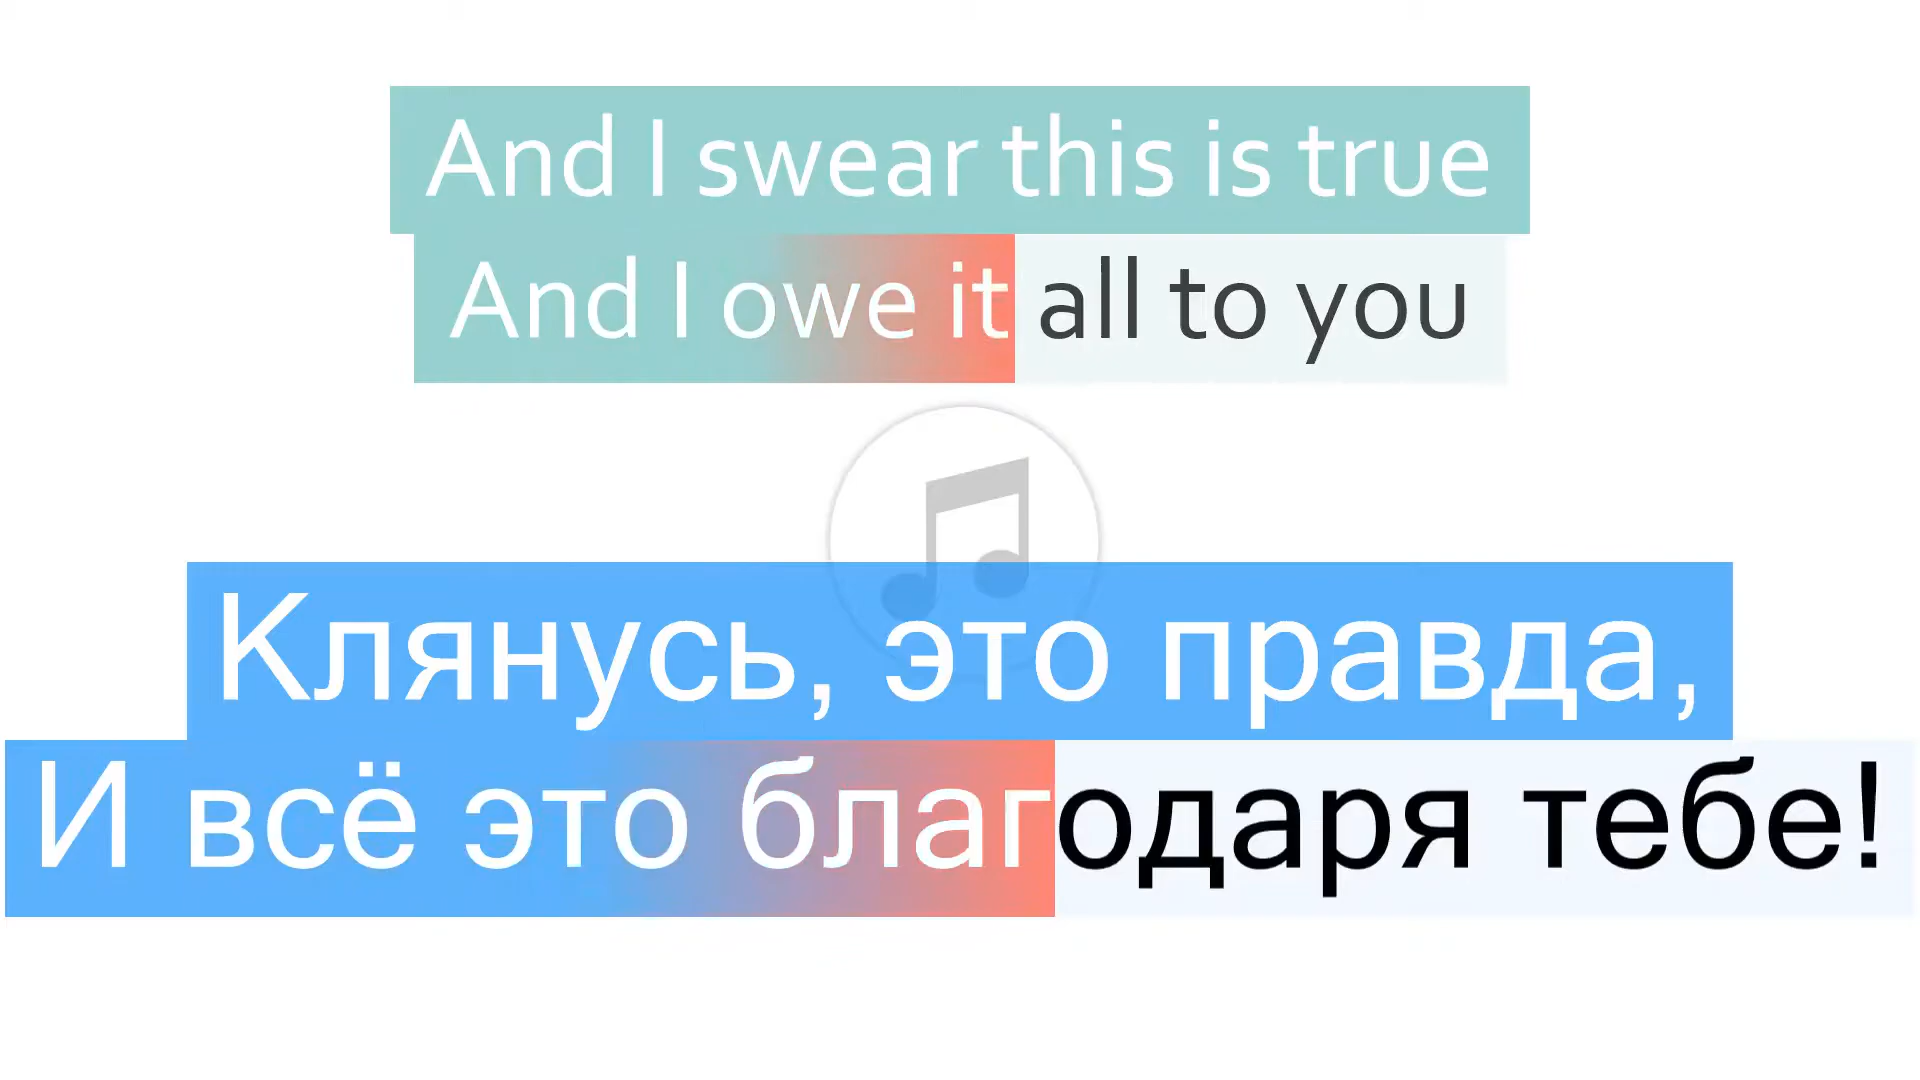 And I swear this is true
And I owe it all to you
Клянусь, это правда,
И всё это благодаря тебе!